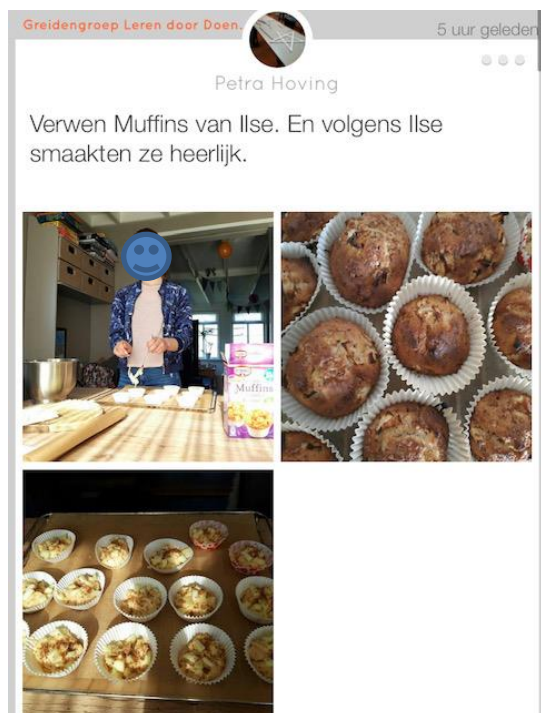 Greidengroep Leren door Doen.
5 uur geleden
Petra Hoving
Verwen Muffins van Ilse. En volgens Ilse
smaakten ze heerlijk.
Muffins